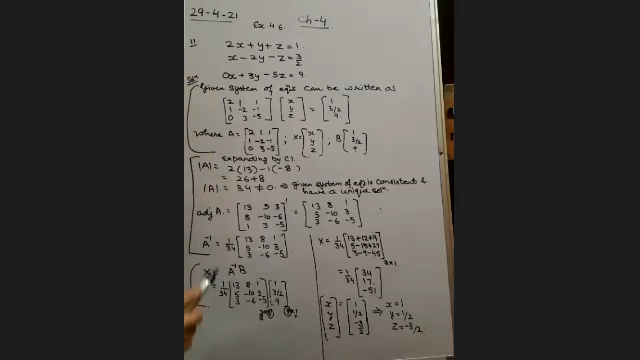 29-4-21
Ex 4.6
Ch-4
11.
2x + y + z = 1.
x - 2y - z = 3/2
0x + 3y - 5z = 9.
Solⁿ
Given system of eqⁿs can be written as
[2 1 1; 1 -2 -1; 0 3 -5] [x; y; z] = [1; 3/2; 9]
Where A = [2 1 1; 1 -2 -1; 0 3 -5] ; X = [x; y; z] ; B [1; 3/2; 9]
|A| = Expanding by C1.
2(13) - 1(-8)
= 26 + 8
|A| = 34 ≠ 0. ⇒ Given system of eqⁿ is consistent & have a unique solⁿ.
adj A = [13 5 3; 8 -10 -6; 1 3 -5]' = [13 8 1; 5 -10 3; 3 -6 -5]
A⁻¹ = 1/34 [13 8 1; 5 -10 3; 3 -6 -5]
X = A⁻¹B
= 1/34 [13 8 1; 5 -10 3; 3 -6 -5] [1; 3/2; 9]
3x3 3x1
X = 1/34 [13+12+9; 5-15+27; 3-9-45] 3x1
= 1/34 [34; 17; -51]
[x; y; z] = [1; 1/2; -3/2] ⇒ x = 1
y = 1/2
z = -3/2.